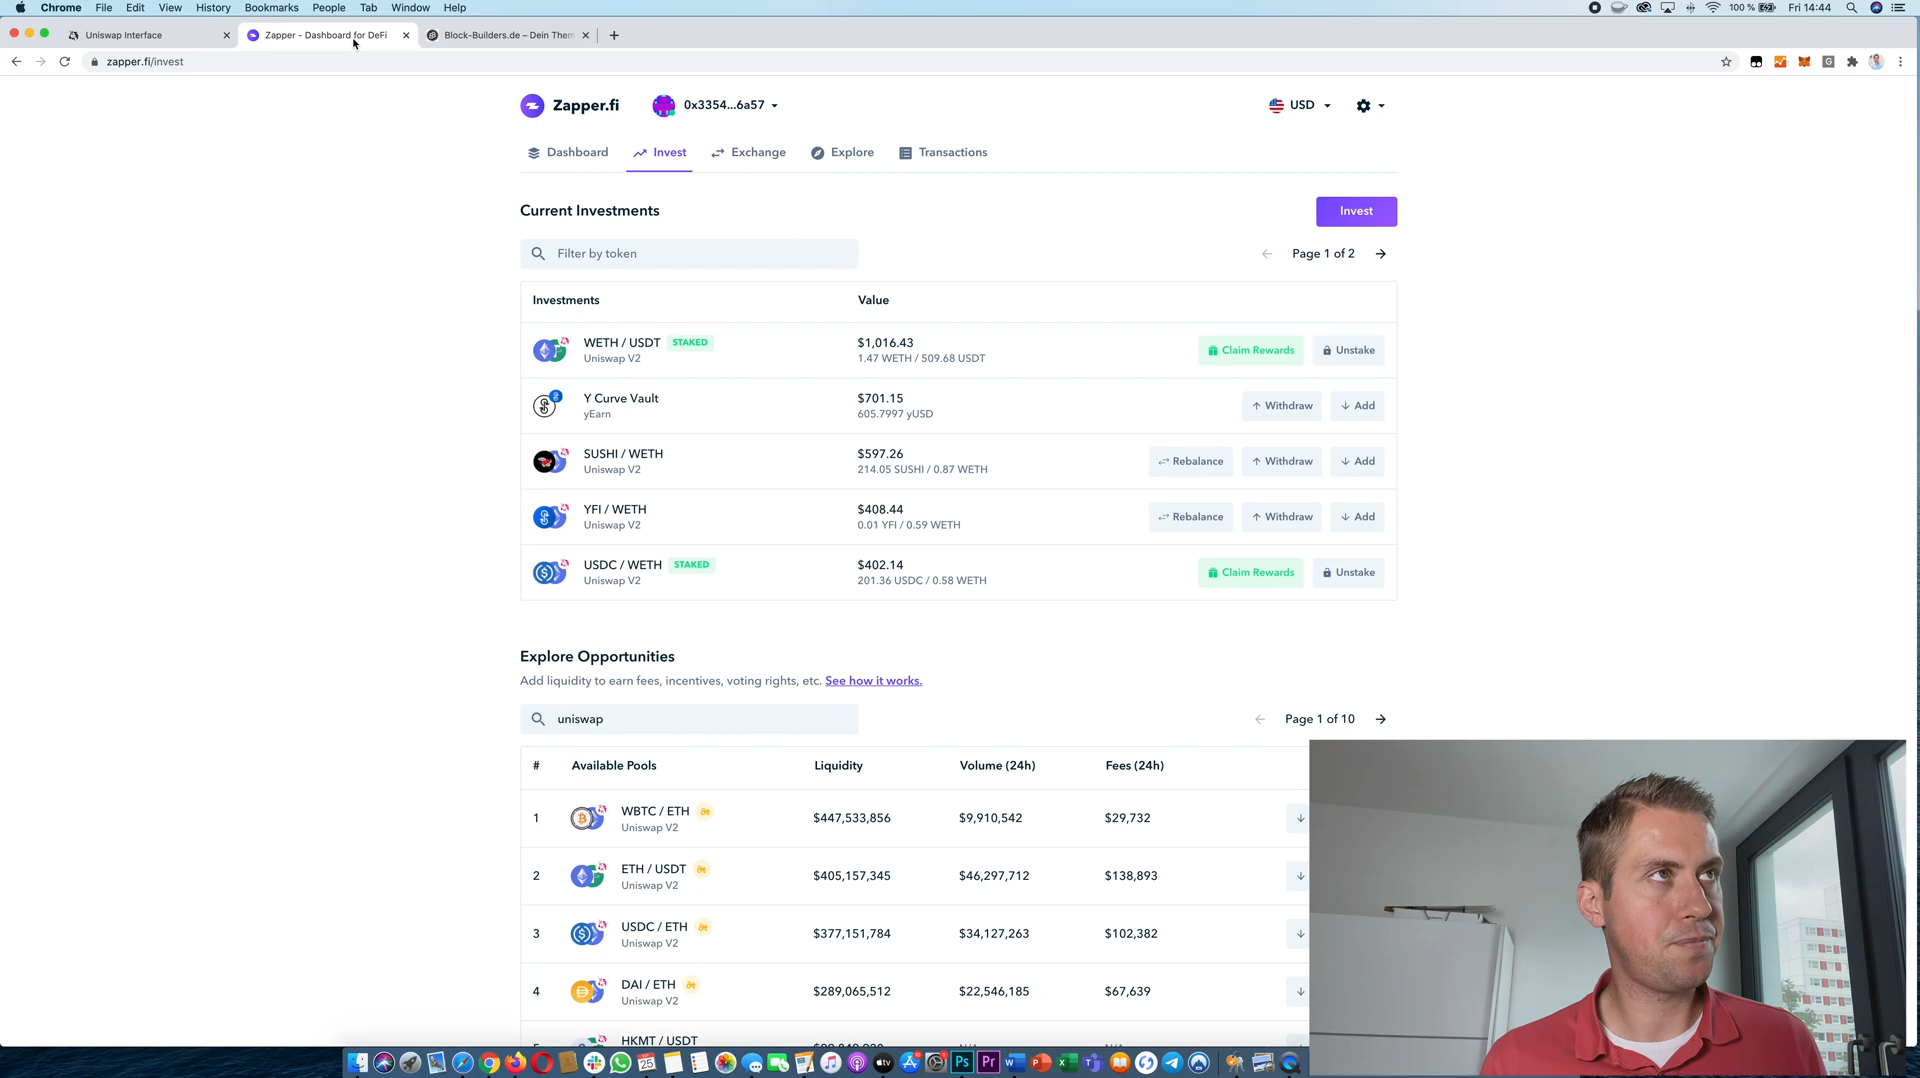 Chrome File Edit View History Bookmarks People Tab Window Help 100 % Fri 14:44
Uniswap Interface
Zapper - Dashboard for DeFi
Block-Builders.de – Dein Them
zapper.fi/invest
Zapper.fi 0x3354...6a57 USD
Dashboard Invest Exchange Explore Transactions
Current Investments Invest
Filter by token Page 1 of 2
Investments Value
WETH / USDT STAKED $1,016.43 Claim Rewards Unstake
Uniswap V2 1.47 WETH / 509.68 USDT
Y Curve Vault $701.15 Withdraw Add
yEarn 605.7997 yUSD
SUSHI / WETH $597.26 Rebalance Withdraw Add
Uniswap V2 214.05 SUSHI / 0.87 WETH
YFI / WETH $408.44 Rebalance Withdraw Add
Uniswap V2 0.01 YFI / 0.59 WETH
USDC / WETH STAKED $402.14 Claim Rewards Unstake
Uniswap V2 201.36 USDC / 0.58 WETH
Explore Opportunities
Add liquidity to earn fees, incentives, voting rights, etc. See how it works.
uniswap Page 1 of 10
# Available Pools Liquidity Volume (24h) Fees (24h)
1 WBTC / ETH $447,533,856 $9,910,542 $29,732
Uniswap V2
2 ETH / USDT $405,157,345 $46,297,712 $138,893
Uniswap V2
3 USDC / ETH $377,151,784 $34,127,263 $102,382
Uniswap V2
4 DAI / ETH $289,065,512 $22,546,185 $67,639
Uniswap V2
HKMT / USDT